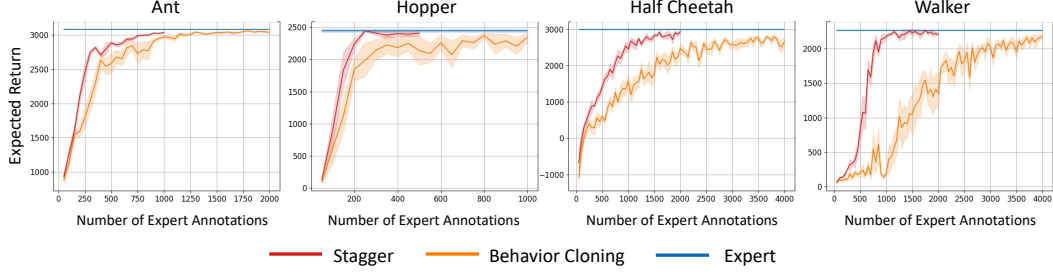 Ant
Hopper
Half Cheetah
Walker
Expected Return
3000
2500
2000
1500
1000
0 250 500 750 1000 1250 1500 1750 2000
Number of Expert Annotations
2500
2000
1500
1000
500
0
200 400 600 800 1000
Number of Expert Annotations
3000
2000
1000
0
−1000
0 500 1000 1500 2000 2500 3000 3500 4000
Number of Expert Annotations
2000
1500
1000
500
0
0 500 1000 1500 2000 2500 3000 3500 4000
Number of Expert Annotations
Stagger
Behavior Cloning
Expert